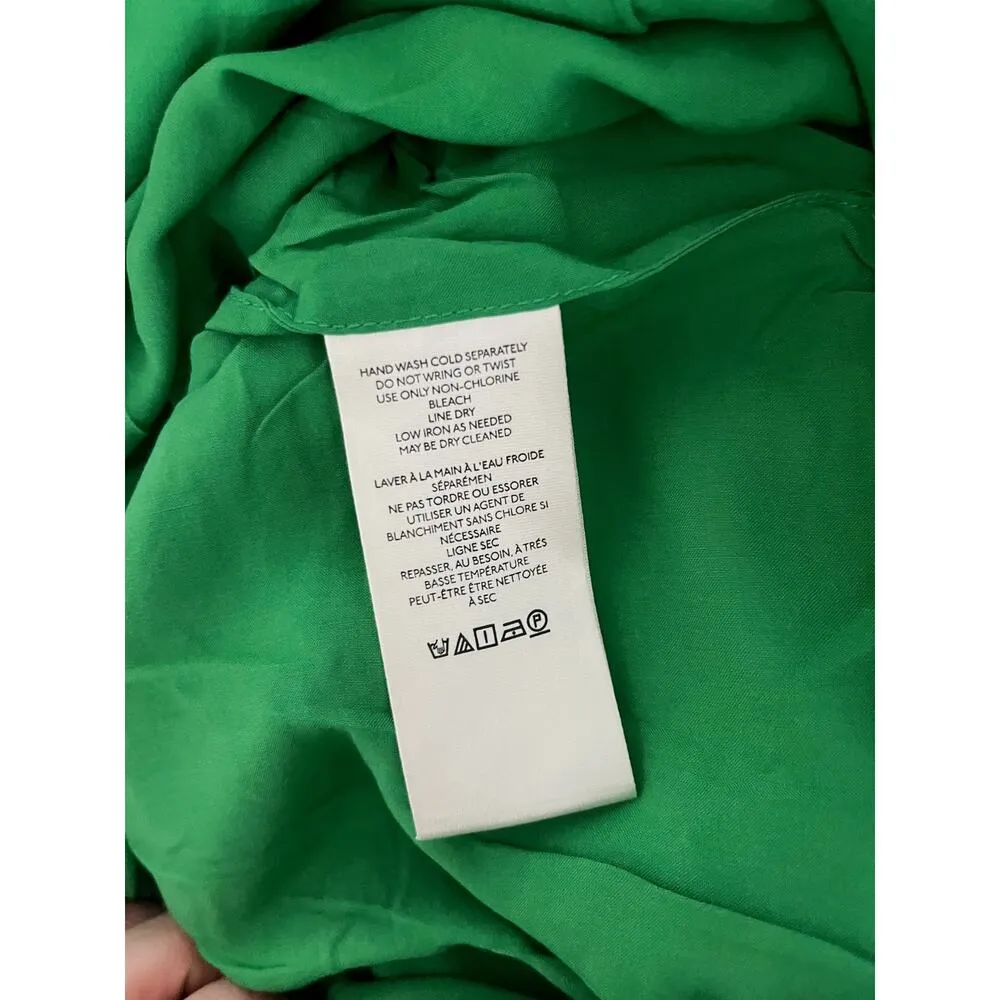 HAND WASH COLD SEPARATELY
DO NOT WRING OR TWIST
USE ONLY NON-CHLORINE
BLEACH
LINE DRY
LOW IRON AS NEEDED
MAY BE DRY CLEANED
LAVER À LA MAIN À L'EAU FROIDE
SÉPARÉMEN
NE PAS TORDRE OU ESSORER
UTILISER UN AGENT DE
BLANCHIMENT SANS CHLORE SI
NÉCESSAIRE
LIGNE SEC
REPASSER, AU BESOIN, À TRÉS
BASSE TEMPÉRATURE
PEUT-ÊTRE ÊTRE NETTOYÉE
À SEC
P